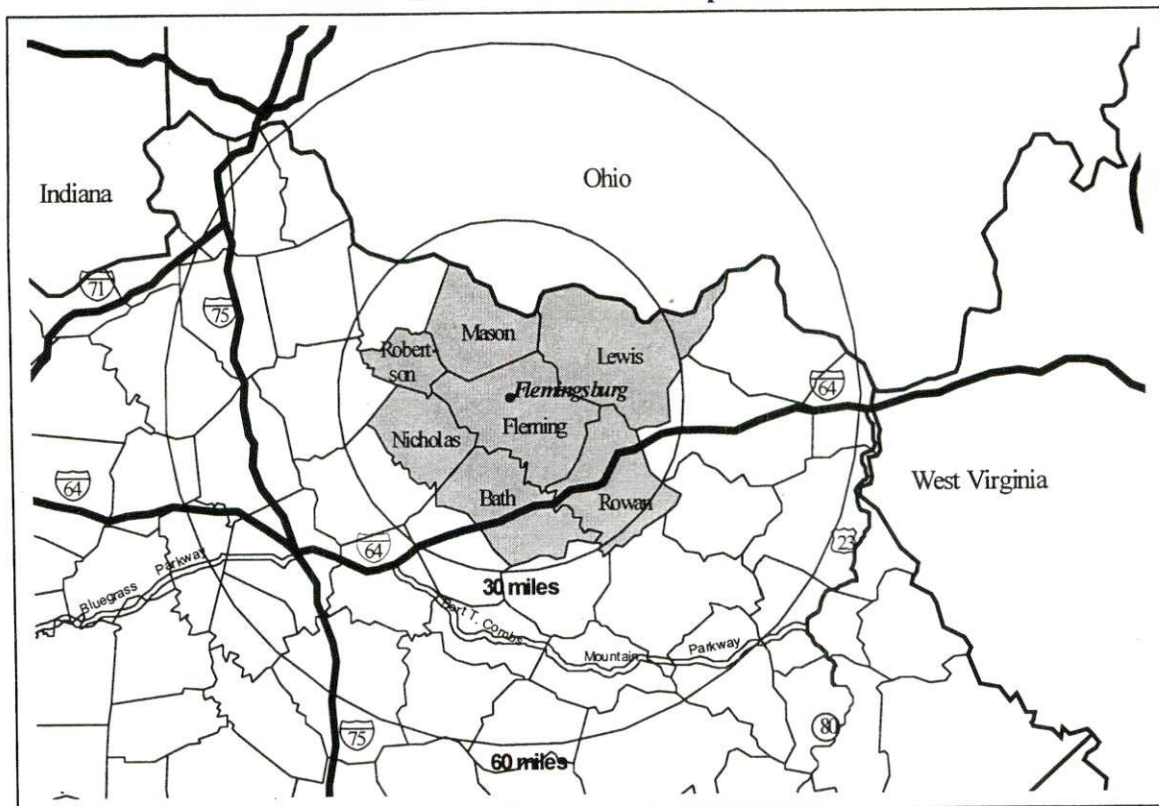 Ohio
Indiana
71
75
Mason
Robert-
son
Lewis
Flemingsburg
64
Nicholas
Fleming
64
Bath
Rowan
West Virginia
23
64
Bluegrass Parkway
30 miles
Bert T. Combs
Mountain
Parkway
75
60 miles
80